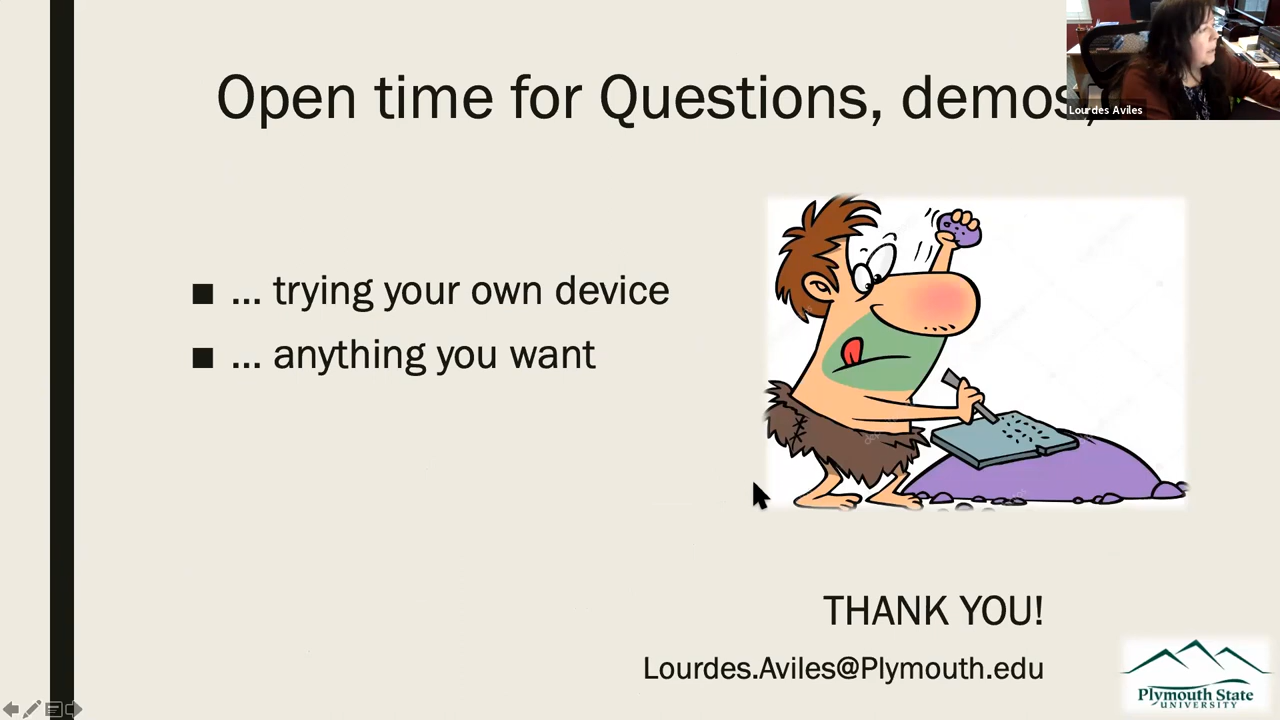 Open time for Questions, demos,
Lourdes Aviles
... trying your own device
... anything you want
THANK YOU!
Lourdes.Aviles@Plymouth.edu
Plymouth State
UNIVERSITY